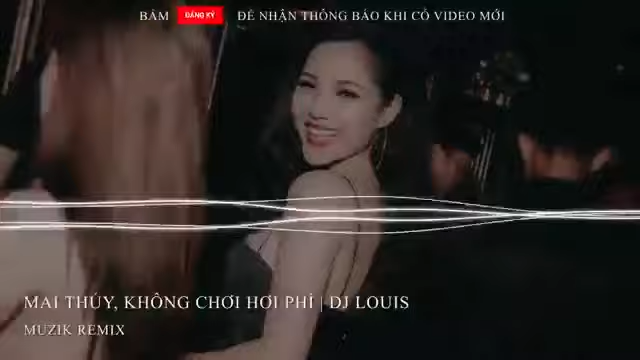 BẤM ĐĂNG KÝ ĐỂ NHẬN THÔNG BÁO KHI CÓ VIDEO MỚI
MAI THÚY, KHÔNG CHƠI HƠI PHÍ | DJ LOUIS
MUZIK REMIX